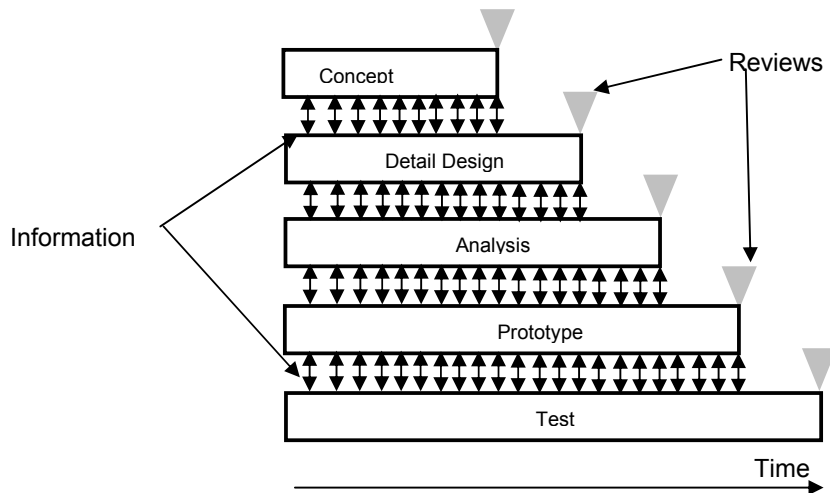 Concept
Reviews
Detail Design
Information
Analysis
Prototype
Test
Time